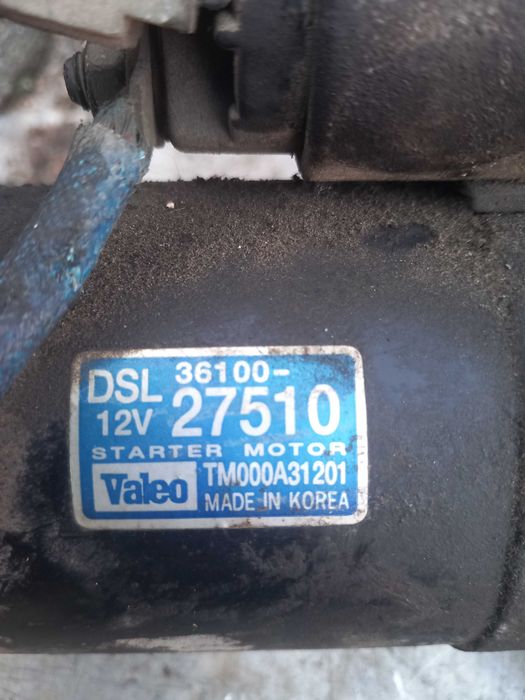 DSL 36100-
12V 27510
STARTER MOTOR
Valeo TM000A31201
MADE IN KOREA